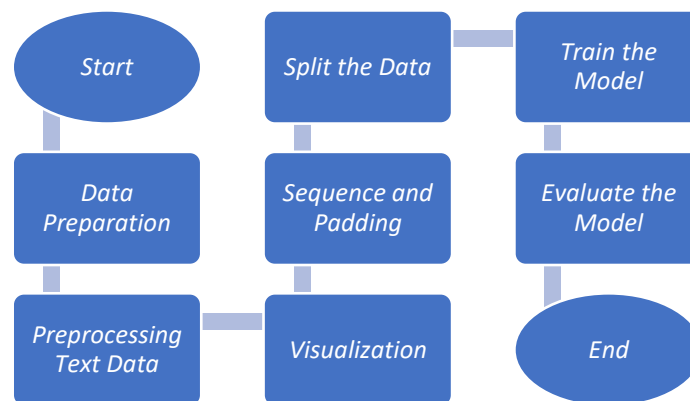 Start
Data
Preparation
Preprocessing
Text Data
Visualization
Sequence and
Padding
Split the Data
Train the
Model
Evaluate the
Model
End